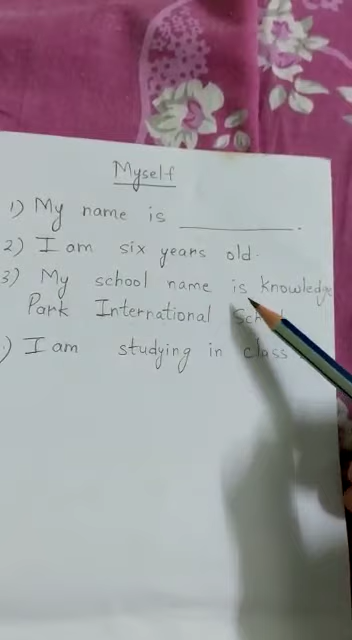 Myself
1) My name is ___________.
2) I am six years old.
3) My school name is knowledge
Park International
) I am studying in class